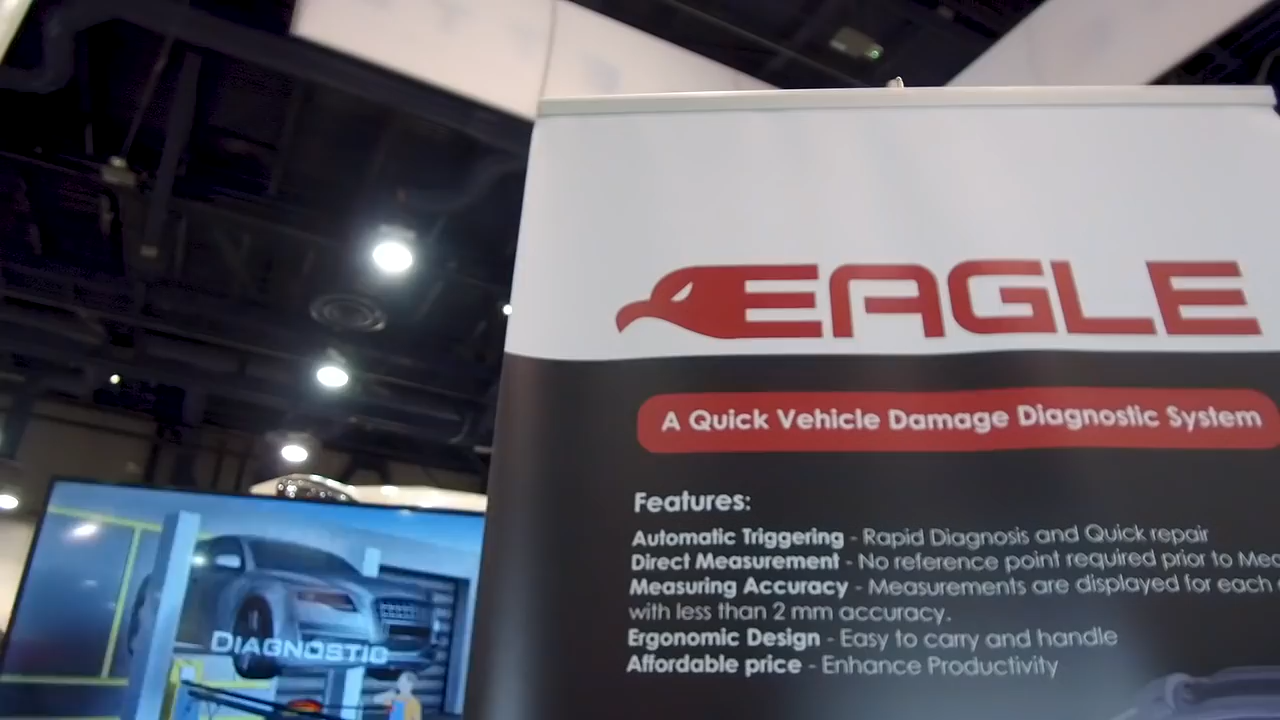 EAGLE
A Quick Vehicle Damage Diagnostic System
Features:
Automatic Triggering - Rapid Diagnosis and Quick repair
Direct Measurement - No reference point required prior to
Measuring Accuracy - Measurements are displayed for each
with less than 2 mm accuracy.
Ergonomic Design - Easy to carry and handle
Affordable price - Enhance Productivity
DIAGNOSTIC